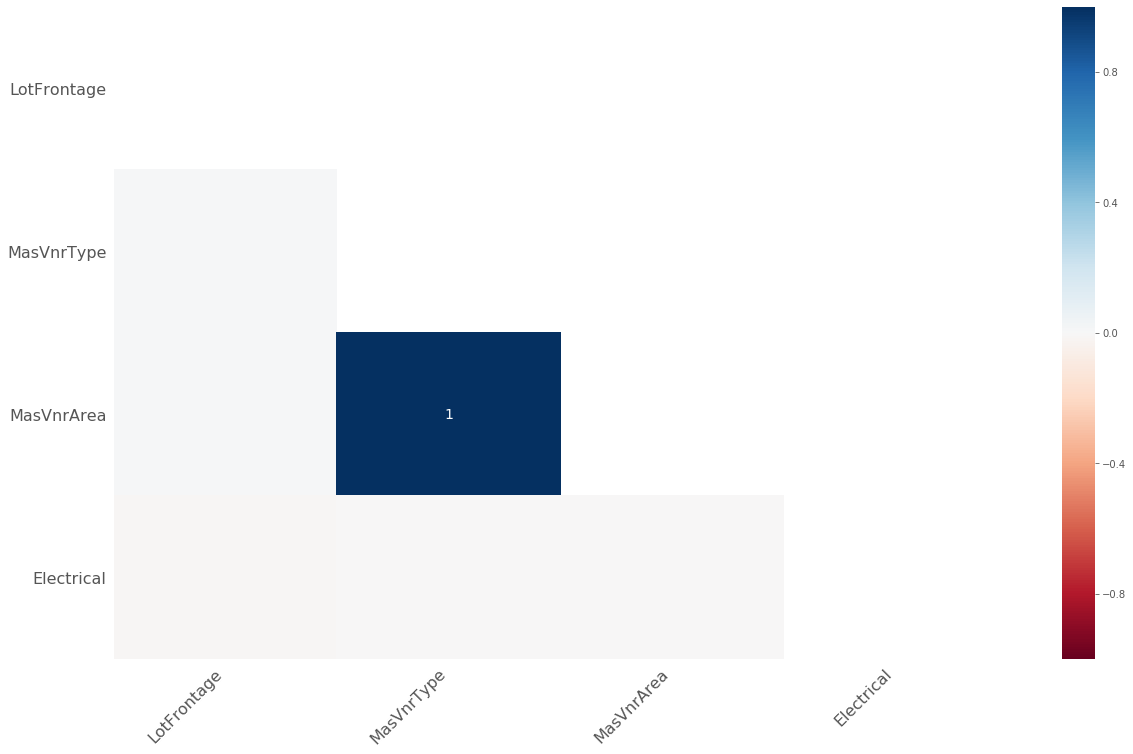 LotFrontage
MasVnrType
MasVnrArea
Electrical
1
LotFrontage
MasVnrType
MasVnrArea
Electrical
0.8
0.4
0.0
−0.4
−0.8